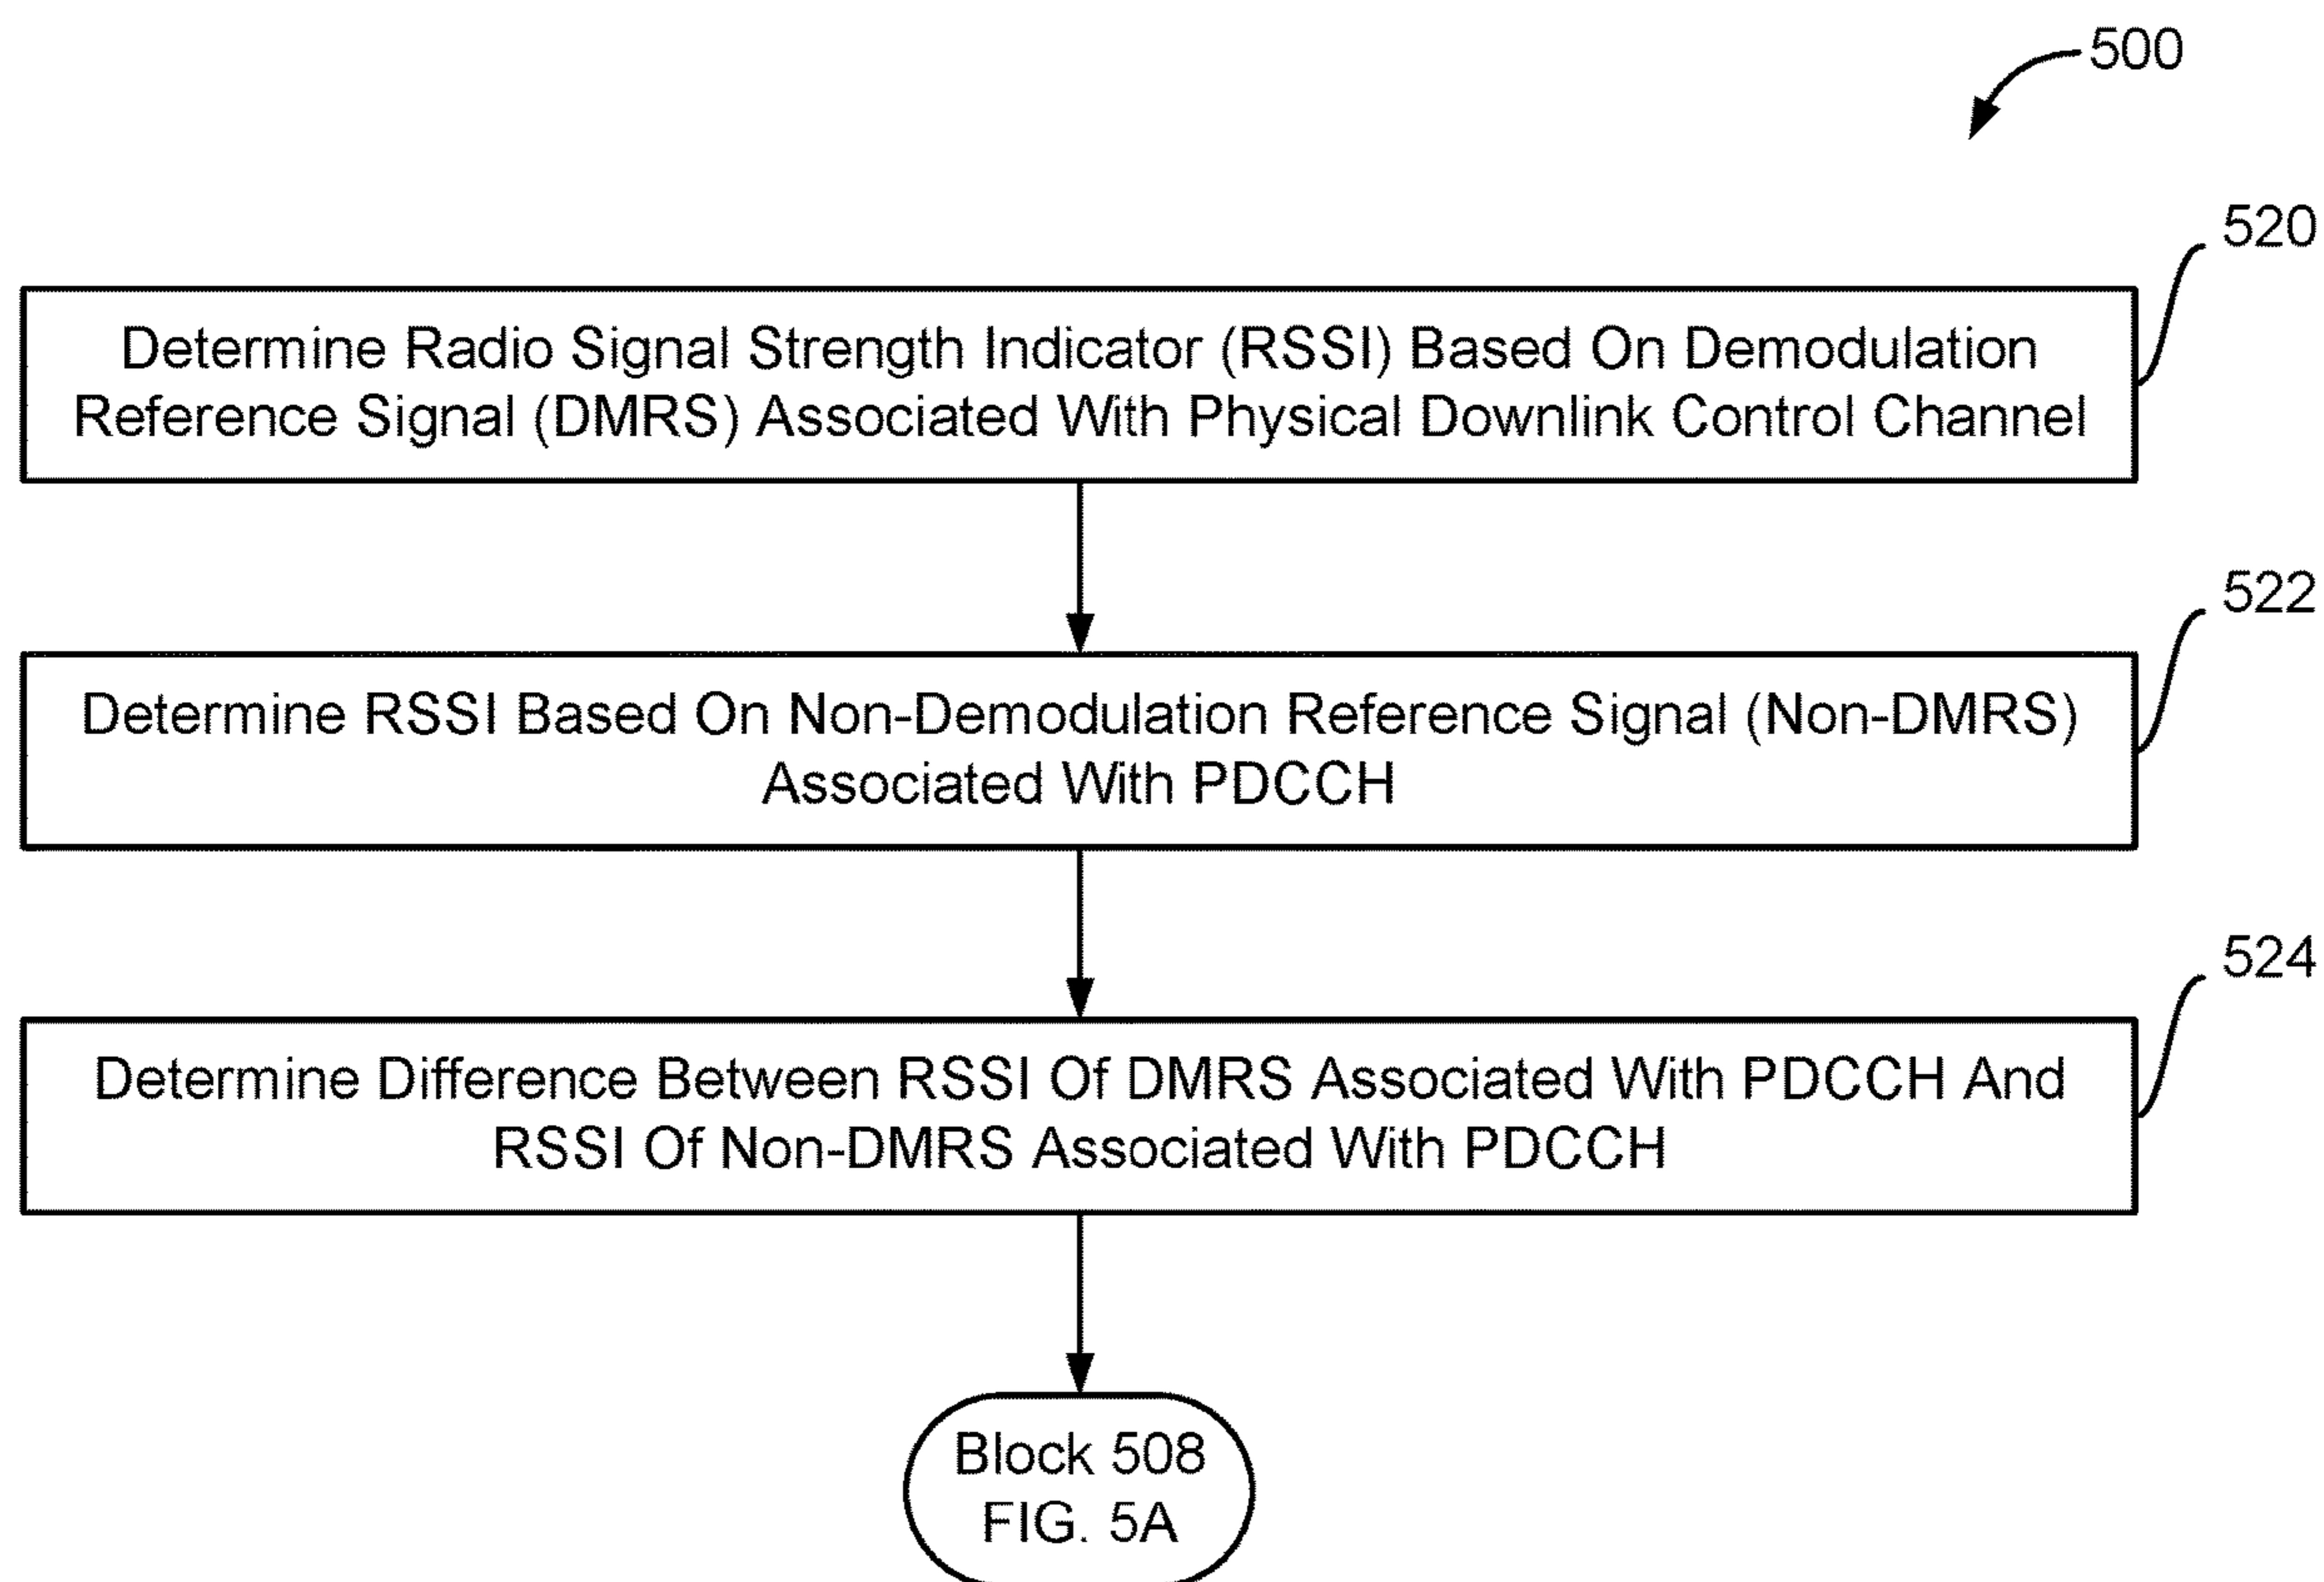 500
520
Determine Radio Signal Strength Indicator (RSSI) Based On Demodulation
Reference Signal (DMRS) Associated With Physical Downlink Control Channel
522
Determine RSSI Based On Non-Demodulation Reference Signal (Non-DMRS)
Associated With PDCCH
524
Determine Difference Between RSSI Of DMRS Associated With PDCCH And
RSSI Of Non-DMRS Associated With PDCCH
Block 508
FIG. 5A